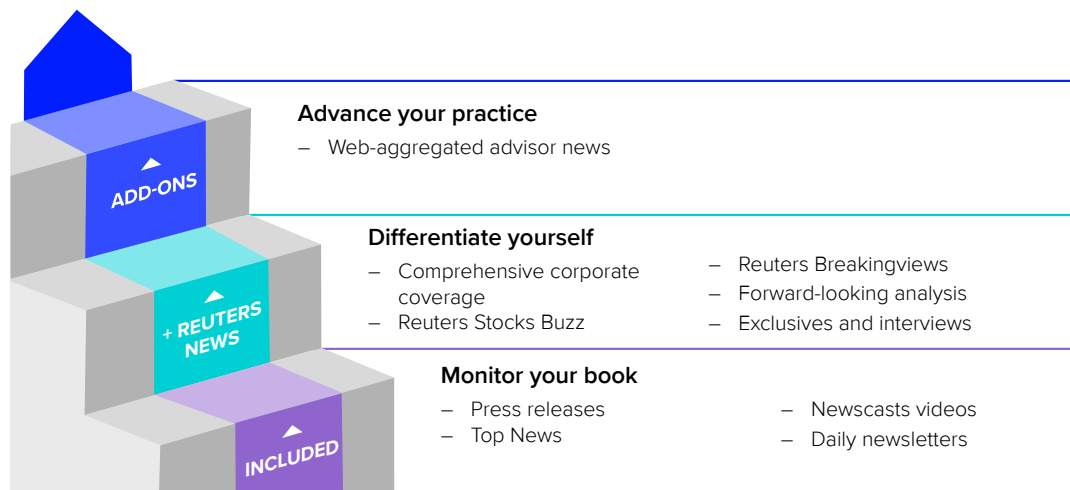 Advance your practice
– Web-aggregated advisor news
ADD-ONS
Differentiate yourself
– Comprehensive corporate
coverage
– Reuters Stocks Buzz
– Reuters Breakingviews
– Forward-looking analysis
– Exclusives and interviews
+ REUTERS
NEWS
Monitor your book
– Press releases
– Top News
– Newscasts videos
– Daily newsletters
INCLUDED